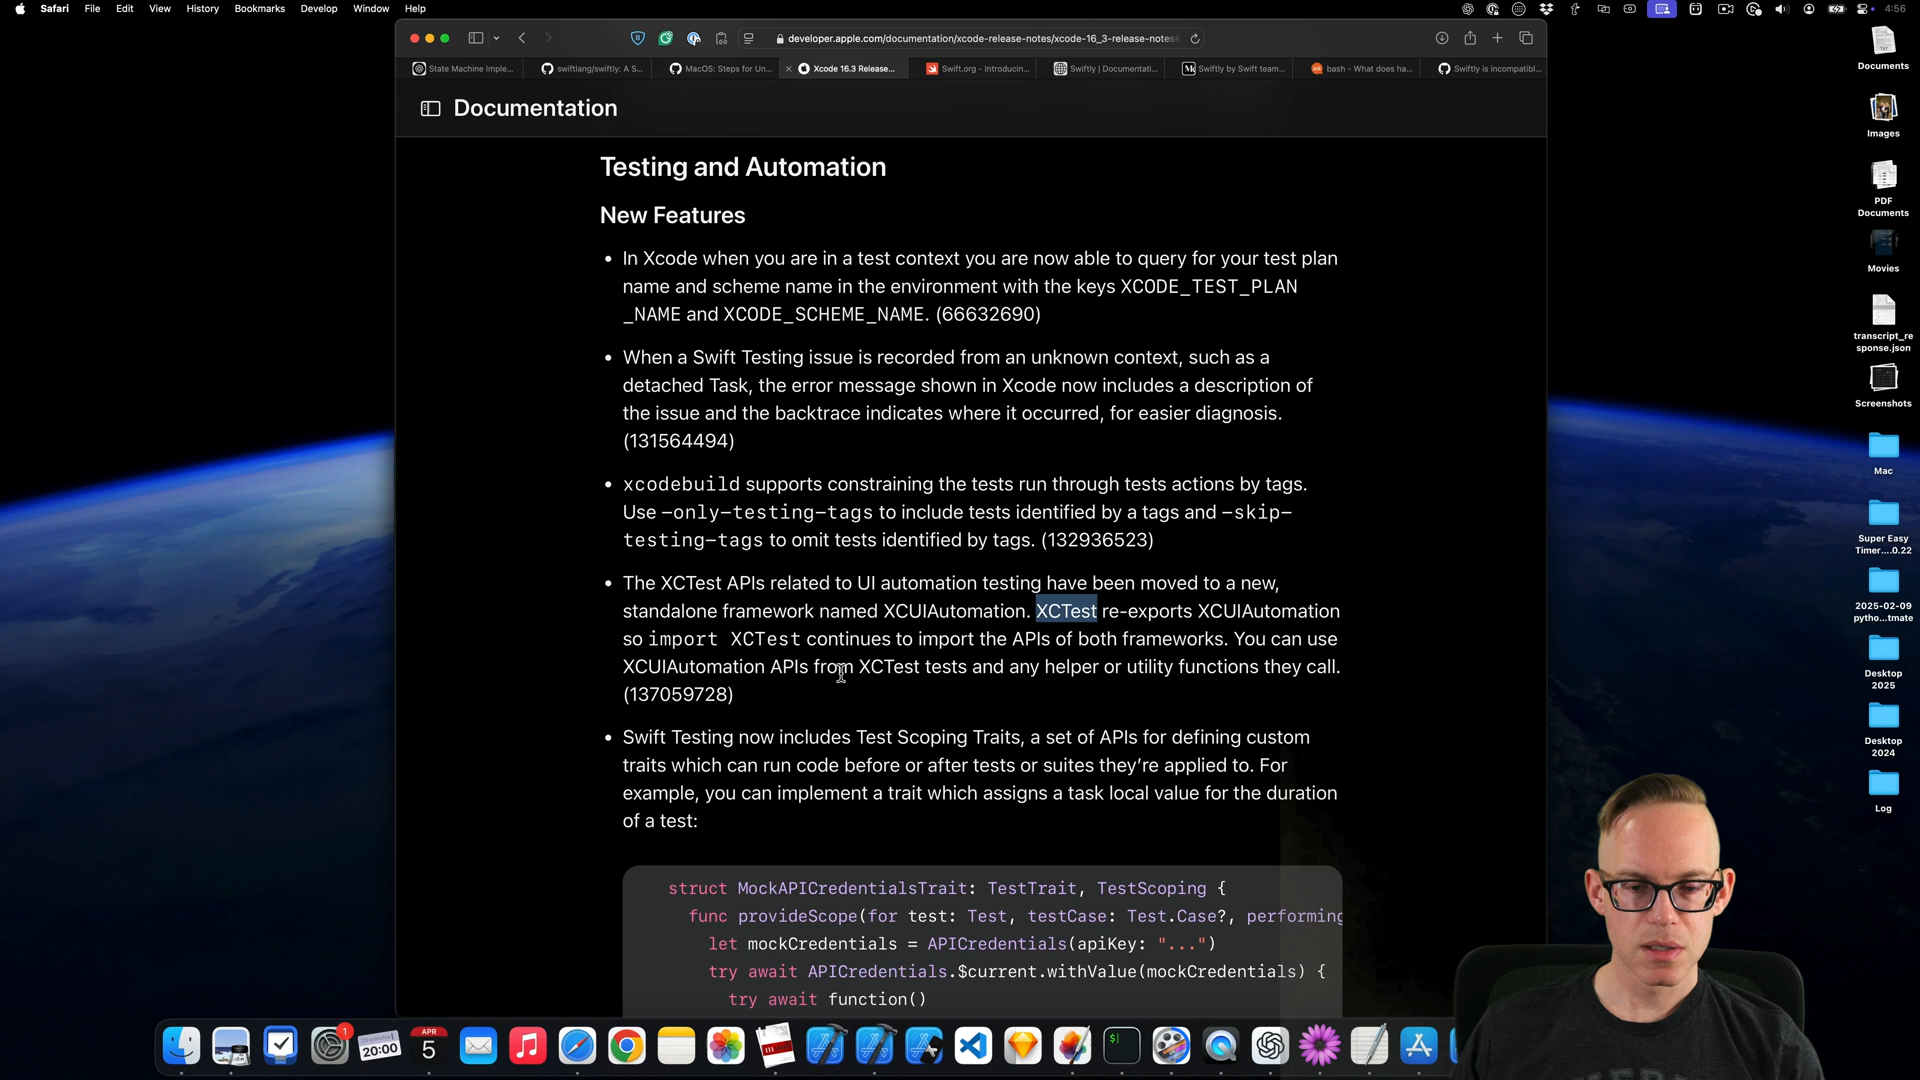 Safari File Edit View History Bookmarks Develop Window Help 4:56
developer.apple.com/documentation/xcode-release-notes/xcode-16_3-release-notes#
State Machine Imple... swiftlang/swiftly: A S... MacOS: Steps for Un... Xcode 16.3 Release... Swift.org - Introducin... Swiftly | Documentati... Swiftly by Swift team... bash - What does ha... Swiftly is incompatibl...
Documentation
Testing and Automation
New Features
• In Xcode when you are in a test context you are now able to query for your test plan
name and scheme name in the environment with the keys XCODE_TEST_PLAN
_NAME and XCODE_SCHEME_NAME. (66632690)
• When a Swift Testing issue is recorded from an unknown context, such as a
detached Task, the error message shown in Xcode now includes a description of
the issue and the backtrace indicates where it occurred, for easier diagnosis.
(131564494)
• xcodebuild supports constraining the tests run through tests actions by tags.
Use -only-testing-tags to include tests identified by a tags and -skip-
testing-tags to omit tests identified by tags. (132936523)
• The XCTest APIs related to UI automation testing have been moved to a new,
standalone framework named XCUIAutomation. XCTest re-exports XCUIAutomation
so import XCTest continues to import the APIs of both frameworks. You can use
XCUIAutomation APIs from XCTest tests and any helper or utility functions they call.
(137059728)
• Swift Testing now includes Test Scoping Traits, a set of APIs for defining custom
traits which can run code before or after tests or suites they're applied to. For
example, you can implement a trait which assigns a task local value for the duration
of a test:
struct MockAPICredentialsTrait: TestTrait, TestScoping {
func provideScope(for test: Test, testCase: Test.Case?, performing
let mockCredentials = APICredentials(apiKey: "...")
try await APICredentials.$current.withValue(mockCredentials) {
try await function()
Documents
Images
PDF
Documents
Movies
transcript_re
sponse.json
Screenshots
Mac
Super Easy
Timer....0.22
2025-02-09
pytho...tmate
Desktop
2025
Desktop
2024
Log
1
20:00
APR
5